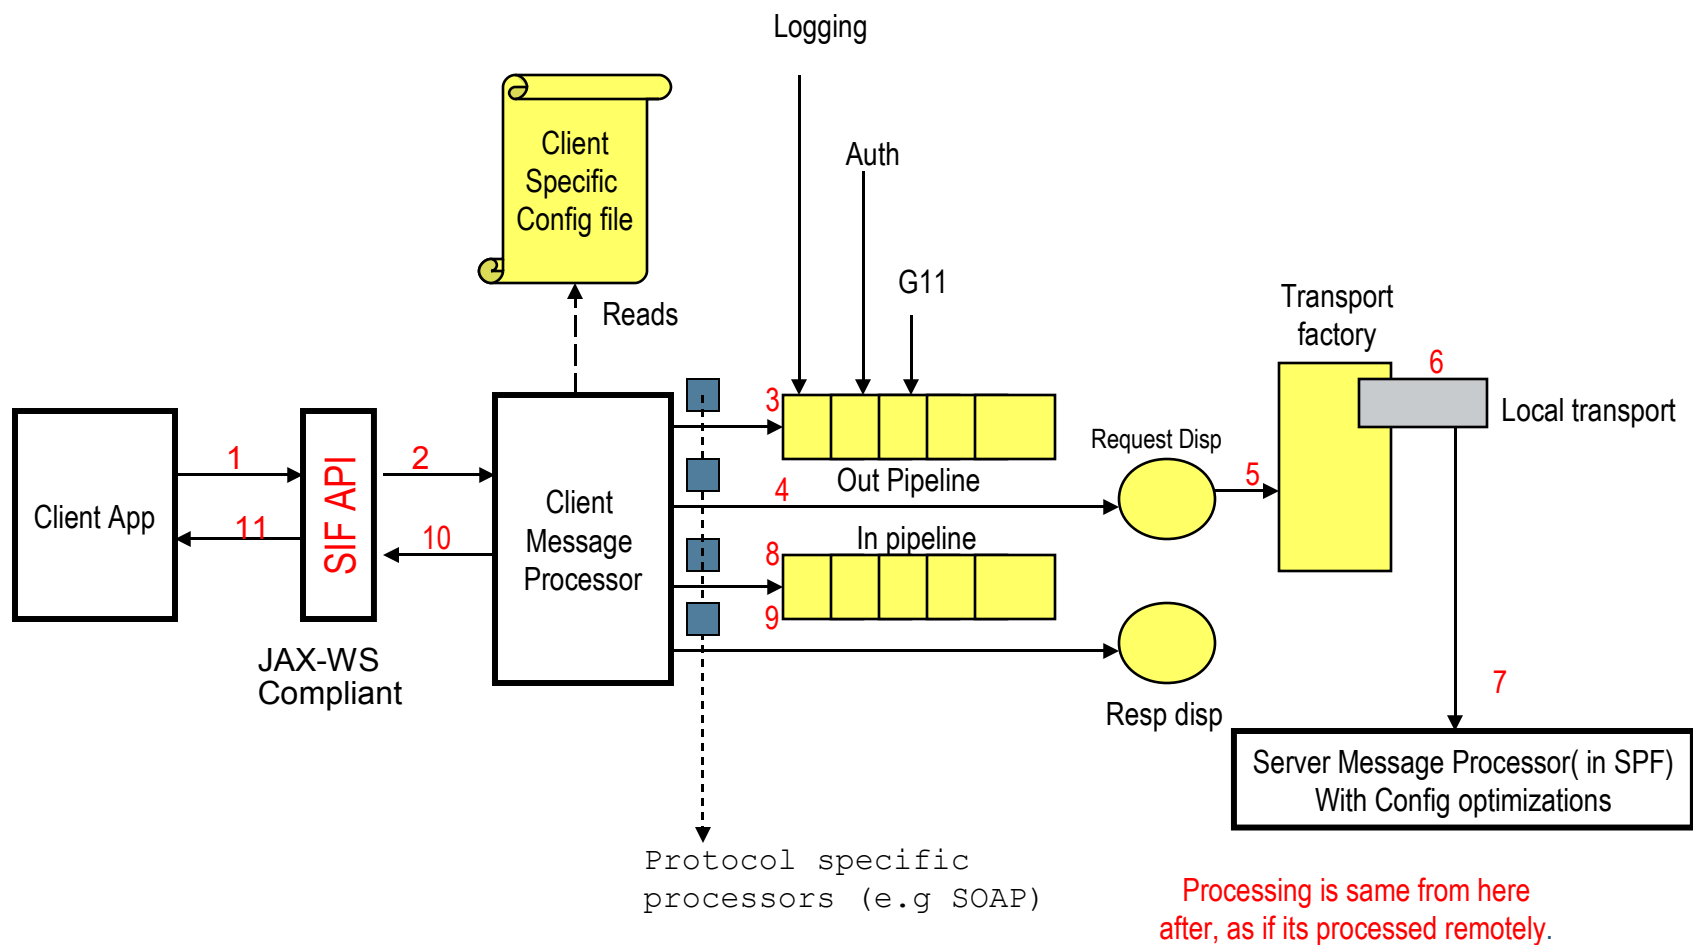 Logging
Client
Specific
Config file
Auth
G11
Reads
Transport
factory
6
Local transport
3
Request Disp
1
2
SIF API
Client App
Client
Message
Processor
Out Pipeline
4
5
11
10
In pipeline
8
9
JAX-WS
Compliant
Resp disp
7
Server Message Processor( in SPF)
With Config optimizations
Protocol specific
processors (e.g SOAP)
Processing is same from here
after, as if its processed remotely.